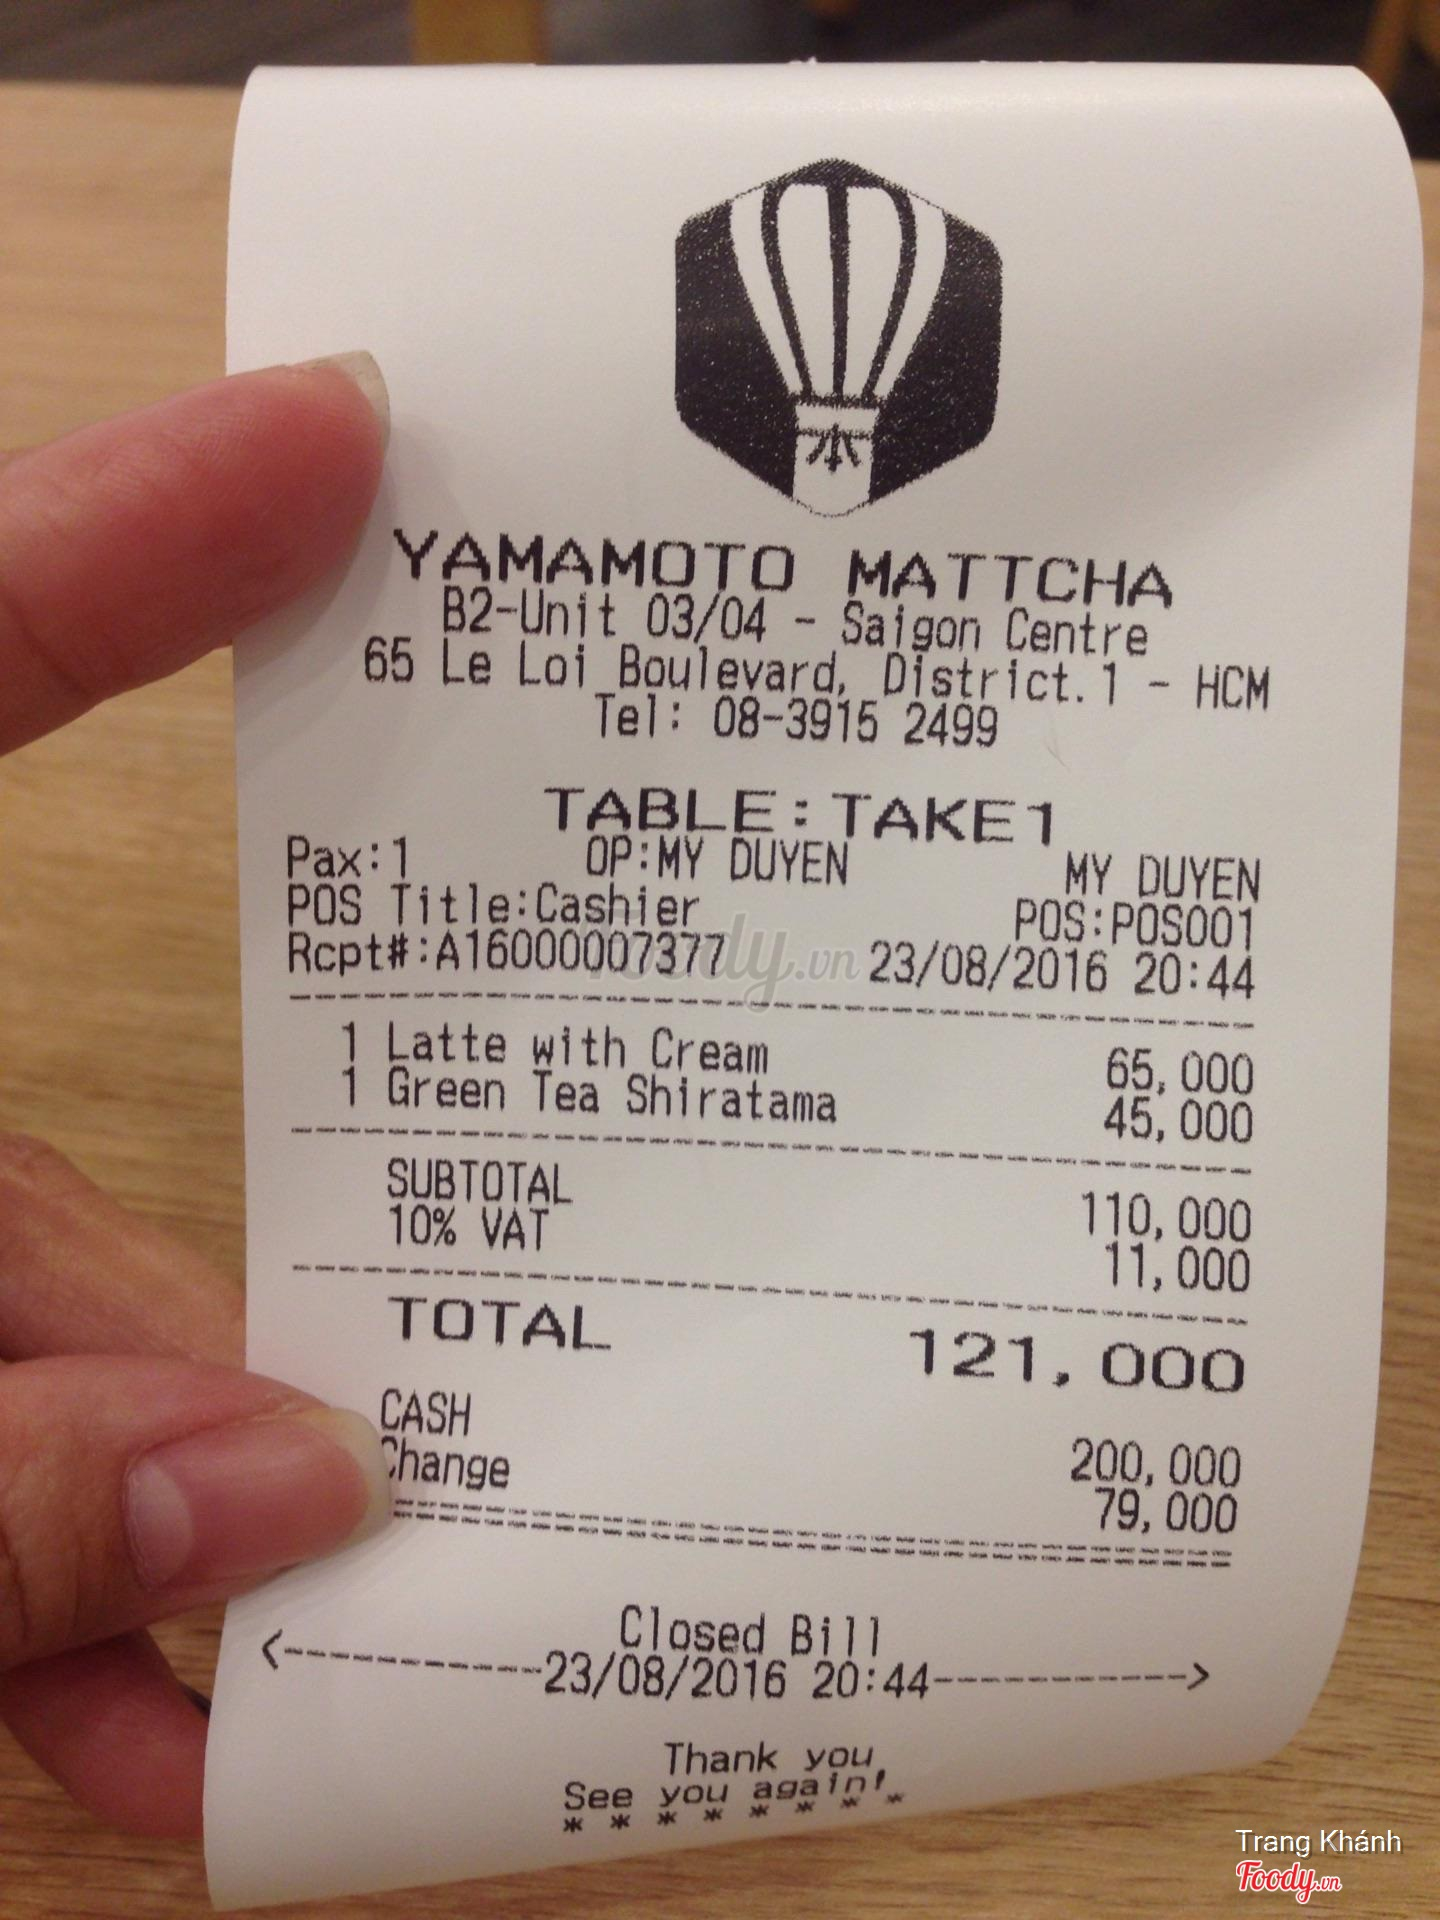 YAMAMOTO MATTCHA
B2-Unit 03/04 - Saigon Centre
65 Le Loi Boulevard, District.1 - HCM
Tel: 08-3915 2499
TABLE:TAKE1
Pax:1 OP:MY DUYEN MY DUYEN
POS Title:Cashier POS:POS001
Rcpt#:A16000007377 23/08/2016 20:44
1 Latte with Cream 65,000
1 Green Tea Shiratama 45,000
SUBTOTAL 110,000
10% VAT 11,000
TOTAL 121,000
CASH 200,000
Change 79,000
Closed Bill
<-----------23/08/2016 20:44----------->
Thank you
See you again!
* * * * * * * *
foody.vn
Trang Khánh
Foody.vn